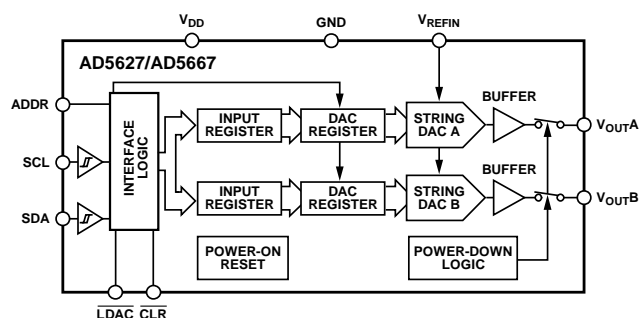 VDD
GND
VREFIN
AD5627/AD5667
ADDR
SCL
SDA
INTERFACE
LOGIC
INPUT
REGISTER
DAC
REGISTER
STRING
DAC A
BUFFER
VOUTA
INPUT
REGISTER
DAC
REGISTER
STRING
DAC B
BUFFER
VOUTB
POWER-ON
RESET
POWER-DOWN
LOGIC
LDAC
CLR